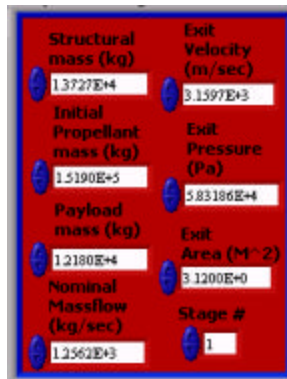 Structural
mass (kg)
1.3727E+4
Initial
Propellant
mass (kg)
1.5190E+5
Payload
mass (kg)
1.2180E+4
Nominal
Massflow
(kg/sec)
1.2562E+3
Exit
Velocity
(m/sec)
3.1597E+3
Exit
Pressure
(Pa)
5.83186E+4
Exit
Area (M^2)
3.1200E+0
Stage #
1